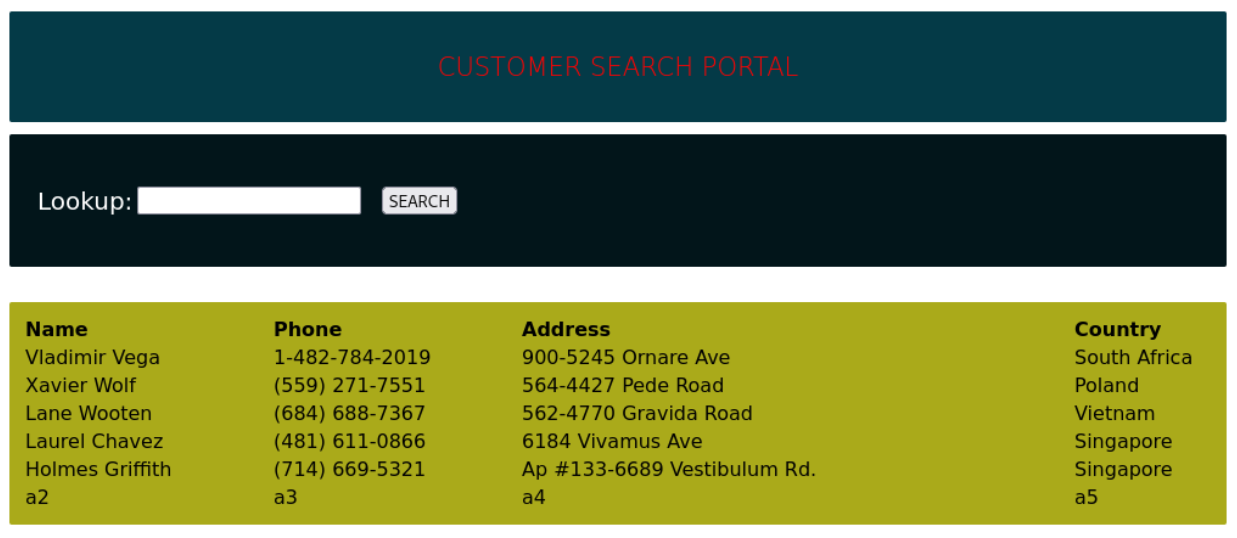 CUSTOMER SEARCH PORTAL
Lookup: SEARCH
Name Phone Address Country
Vladimir Vega 1-482-784-2019 900-5245 Ornare Ave South Africa
Xavier Wolf (559) 271-7551 564-4427 Pede Road Poland
Lane Wooten (684) 688-7367 562-4770 Gravida Road Vietnam
Laurel Chavez (481) 611-0866 6184 Vivamus Ave Singapore
Holmes Griffith (714) 669-5321 Ap #133-6689 Vestibulum Rd. Singapore
a2 a3 a4 a5